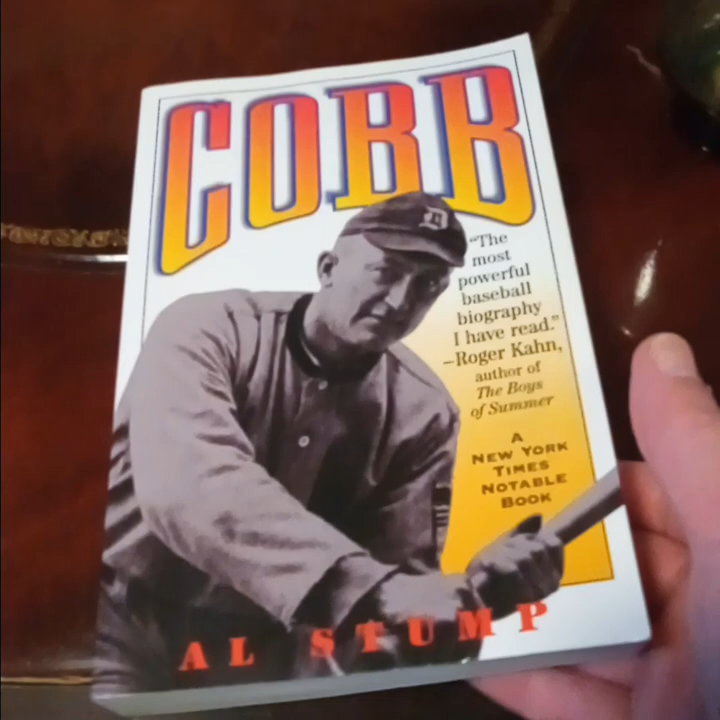 COBB
D
"The
most
powerful
baseball
biography
I have read."
–Roger Kahn,
author of
The Boys
of Summer
A
NEW YORK
TIMES
NOTABLE
BOOK
AL STUMP